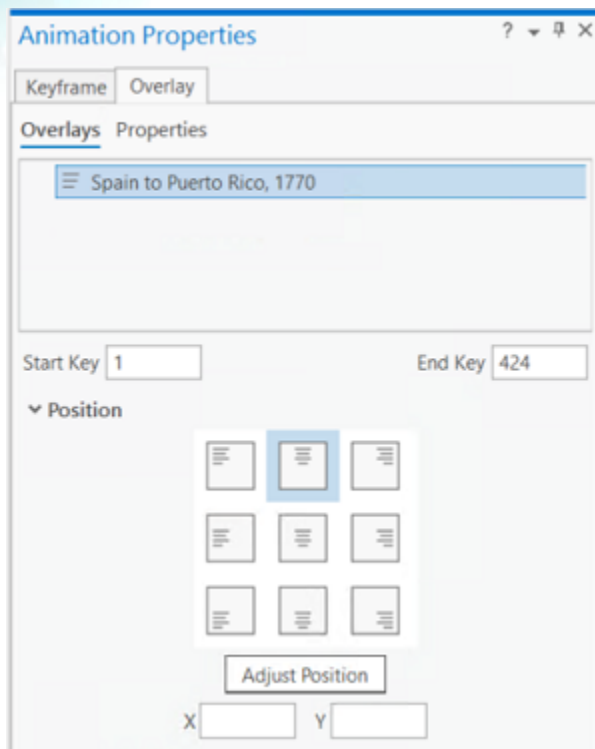 Animation Properties ?
Keyframe Overlay
Overlays Properties
Spain to Puerto Rico, 1770
Start Key 1 End Key 424
Position
Adjust Position
X Y